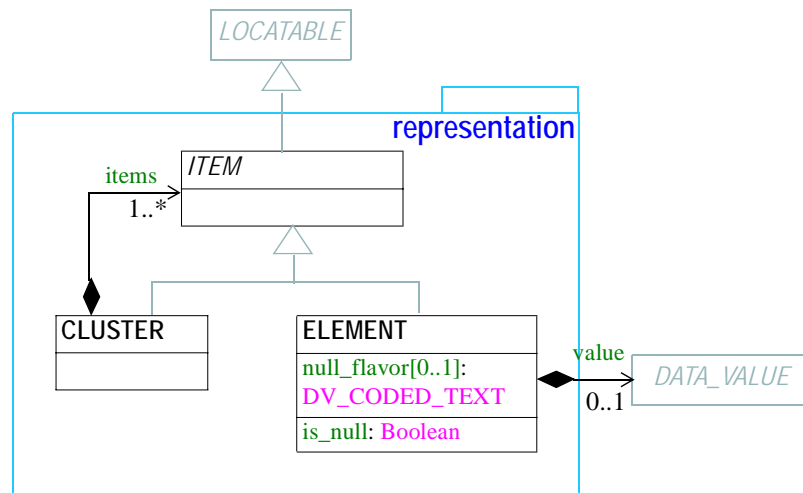 LOCATABLE
representation
ITEM
items
1..*
CLUSTER
ELEMENT
null_flavor[0..1]:
DV_CODED_TEXT
is_null: Boolean
value
0..1
DATA_VALUE